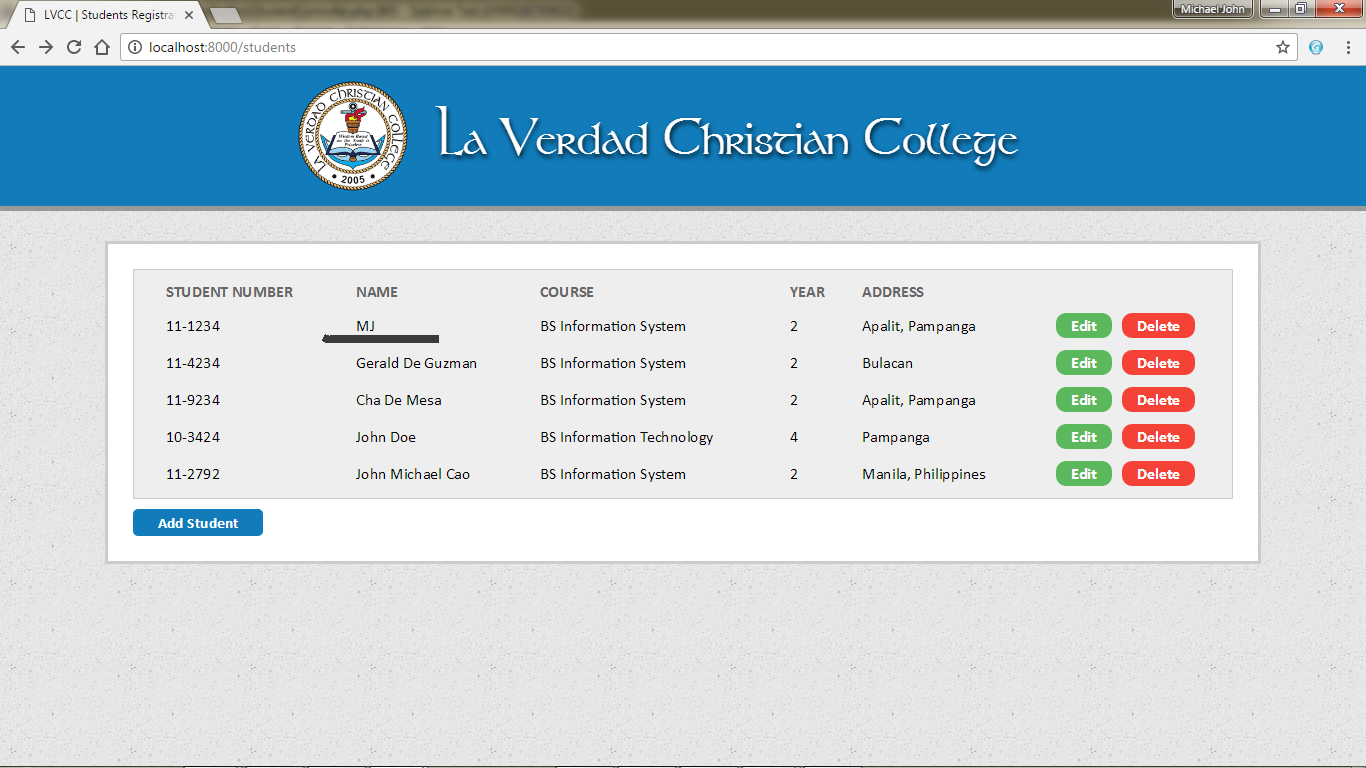 LVCC | Students Registra
Michael John
localhost:8000/students
LA VERDAD CHRISTIAN COLLEGE
2005
La Verdad Christian College
STUDENT NUMBER NAME COURSE YEAR ADDRESS
11-1234 MJ BS Information System 2 Apalit, Pampanga Edit Delete
11-4234 Gerald De Guzman BS Information System 2 Bulacan Edit Delete
11-9234 Cha De Mesa BS Information System 2 Apalit, Pampanga Edit Delete
10-3424 John Doe BS Information Technology 4 Pampanga Edit Delete
11-2792 John Michael Cao BS Information System 2 Manila, Philippines Edit Delete
Add Student